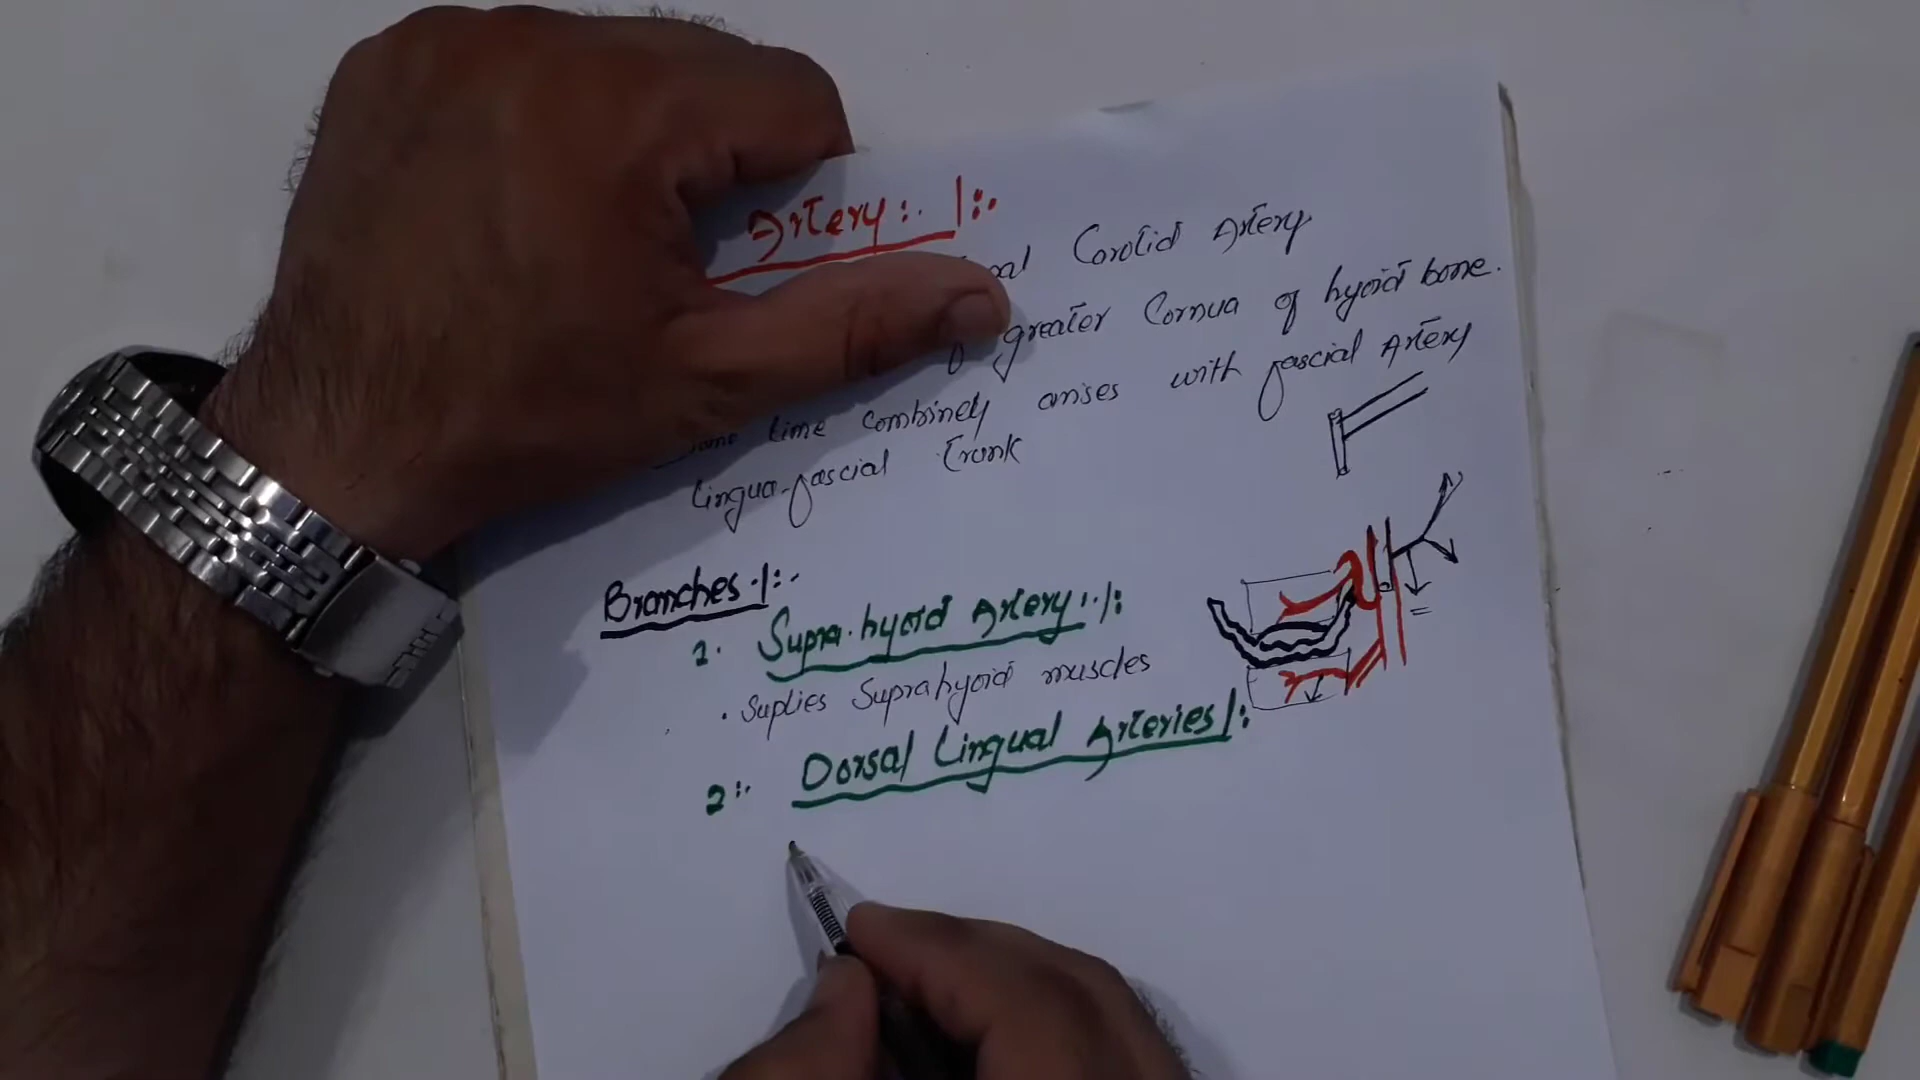 Artery:. |:.
Carotid Artery
greater Cornua of hyoid bone.
time combinely arises with fascial Artery
lingua-fascial trunk
Branches:|:.
1. Supra-hyoid Artery:.|:
. Suplies Suprahyoid muscles
2:. Dorsal Lingual Arteries|: